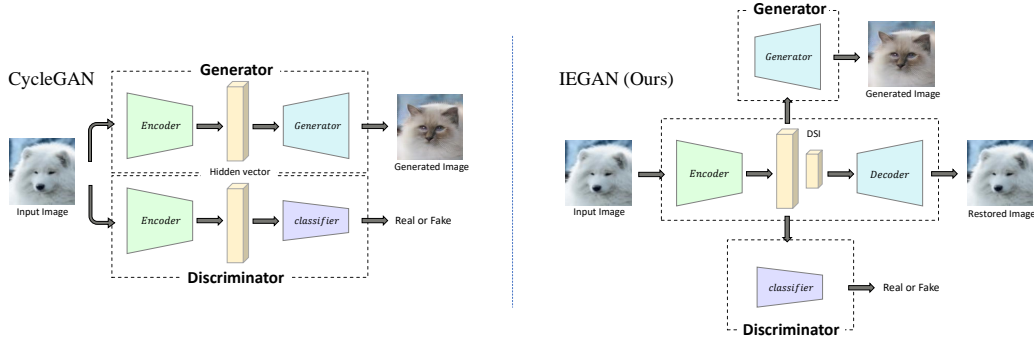 CycleGAN
Generator
Encoder
Generator
Generated Image
Input Image
Hidden vector
Encoder
classifier
Real or Fake
Discriminator
IEGAN (Ours)
Generator
Generator
Generated Image
DSI
Input Image
Encoder
Decoder
Restored Image
classifier
Real or Fake
Discriminator